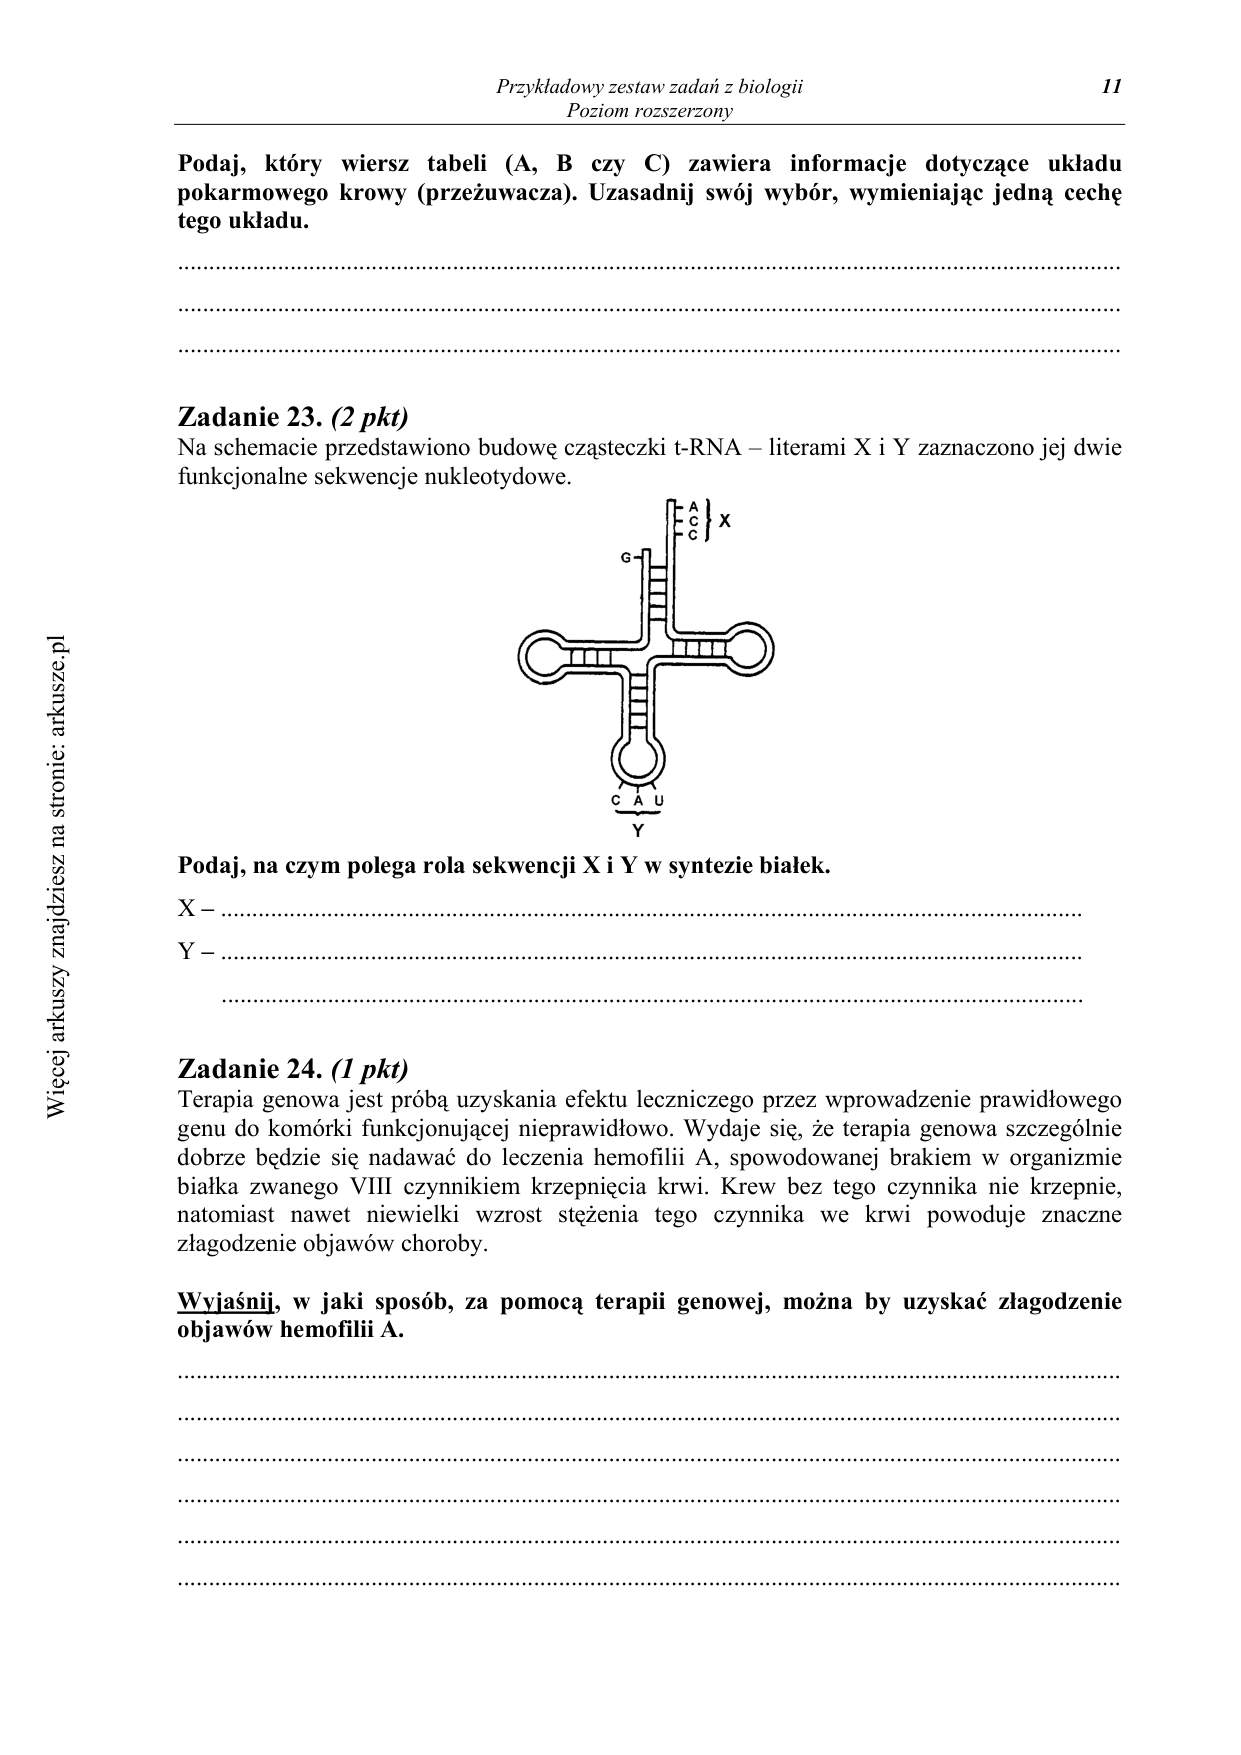 Przykładowy zestaw zadań z biologii 11
Poziom rozszerzony
Podaj, który wiersz tabeli (A, B czy C) zawiera informacje dotyczące układu
pokarmowego krowy (przeżuwacza). Uzasadnij swój wybór, wymieniając jedną cechę
tego układu.
Zadanie 23. (2 pkt)
Na schemacie przedstawiono budowę cząsteczki t-RNA – literami X i Y zaznaczono jej dwie
funkcjonalne sekwencje nukleotydowe.
A
C
C
X
G
C A U
Y
Podaj, na czym polega rola sekwencji X i Y w syntezie białek.
X – ..........
Y – ..........
Zadanie 24. (1 pkt)
Terapia genowa jest próbą uzyskania efektu leczniczego przez wprowadzenie prawidłowego
genu do komórki funkcjonującej nieprawidłowo. Wydaje się, że terapia genowa szczególnie
dobrze będzie się nadawać do leczenia hemofilii A, spowodowanej brakiem w organizmie
białka zwanego VIII czynnikiem krzepnięcia krwi. Krew bez tego czynnika nie krzepnie,
natomiast nawet niewielki wzrost stężenia tego czynnika we krwi powoduje znaczne
złagodzenie objawów choroby.
Wyjaśnij, w jaki sposób, za pomocą terapii genowej, można by uzyskać złagodzenie
objawów hemofilii A.
Więcej arkuszy znajdziesz na stronie: arkusze.pl